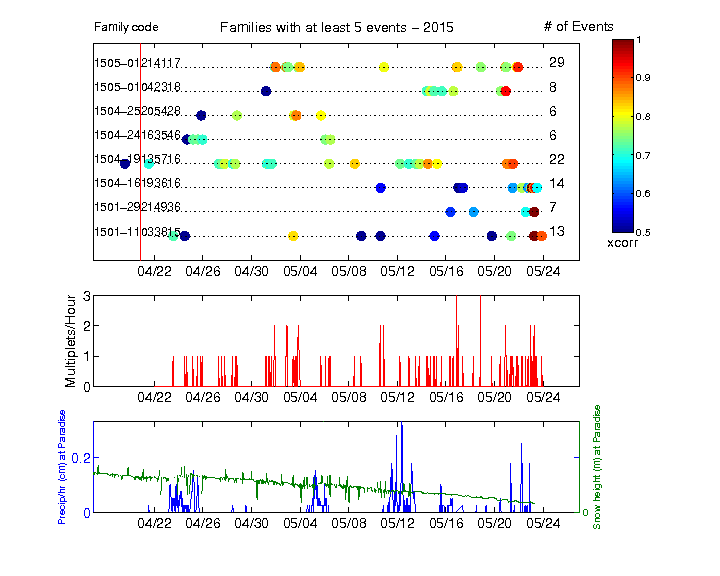 Family code Families with at least 5 events − 2015 # of Events
1505−01214117 29
1505−01042318 8
1504−25205428 6
1504−24163546 6
1504−19135716 22
1504−16193616 14
1501−29214936 7
1501−11033815 13
04/22 04/26 04/30 05/04 05/08 05/12 05/16 05/20 05/24
1
0.9
0.8
0.7
0.6
0.5
xcorr
Multiplets/Hour
3
2
1
0
04/22 04/26 04/30 05/04 05/08 05/12 05/16 05/20 05/24
Precip/hr (cm) at Paradise
0.2
0
0
Snow height (m) at Paradise
04/22 04/26 04/30 05/04 05/08 05/12 05/16 05/20 05/24